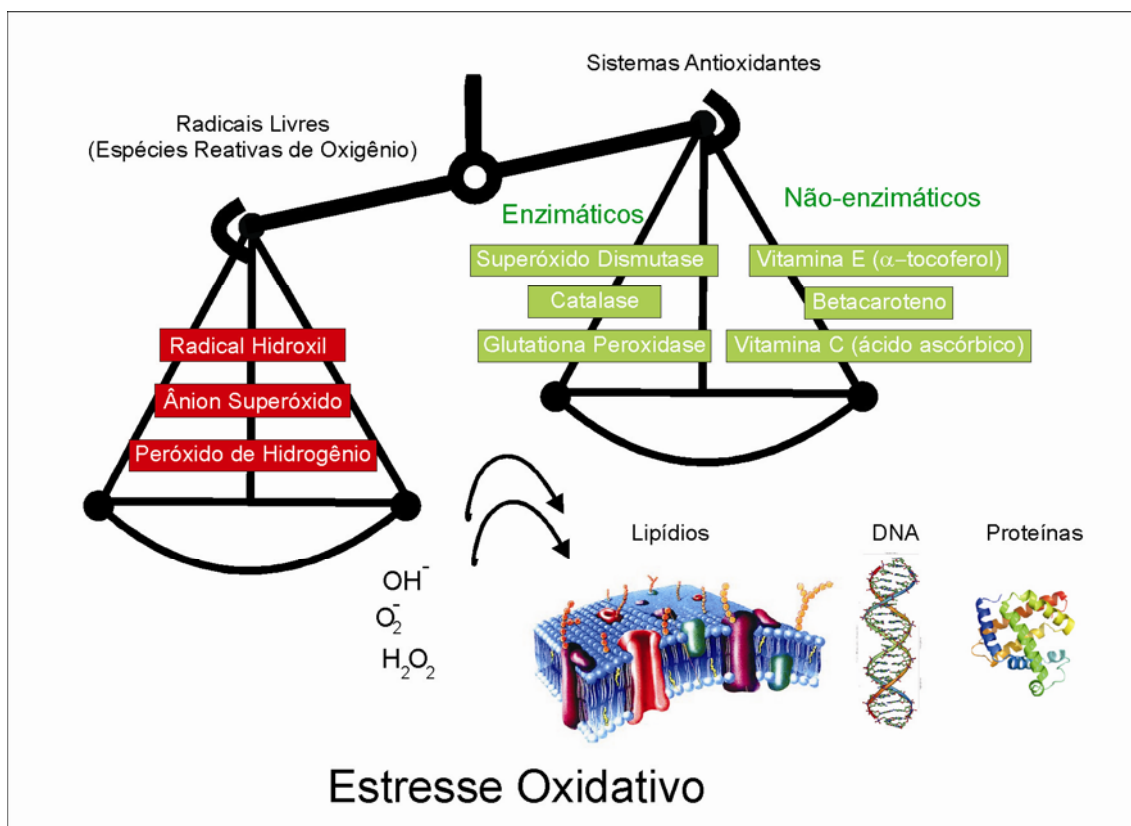 Sistemas Antioxidantes
Radicais Livres
(Espécies Reativas de Oxigênio)
Enzimáticos
Não-enzimáticos
Superóxido Dismutase
Vitamina E (α–tocoferol)
Catalase
Betacaroteno
Glutationa Peroxidase
Vitamina C (ácido ascórbico)
Radical Hidroxil
Ânion Superóxido
Peróxido de Hidrogênio
OH⁻
O₂⁻
H₂O₂
Lipídios
DNA
Proteínas
Estresse Oxidativo